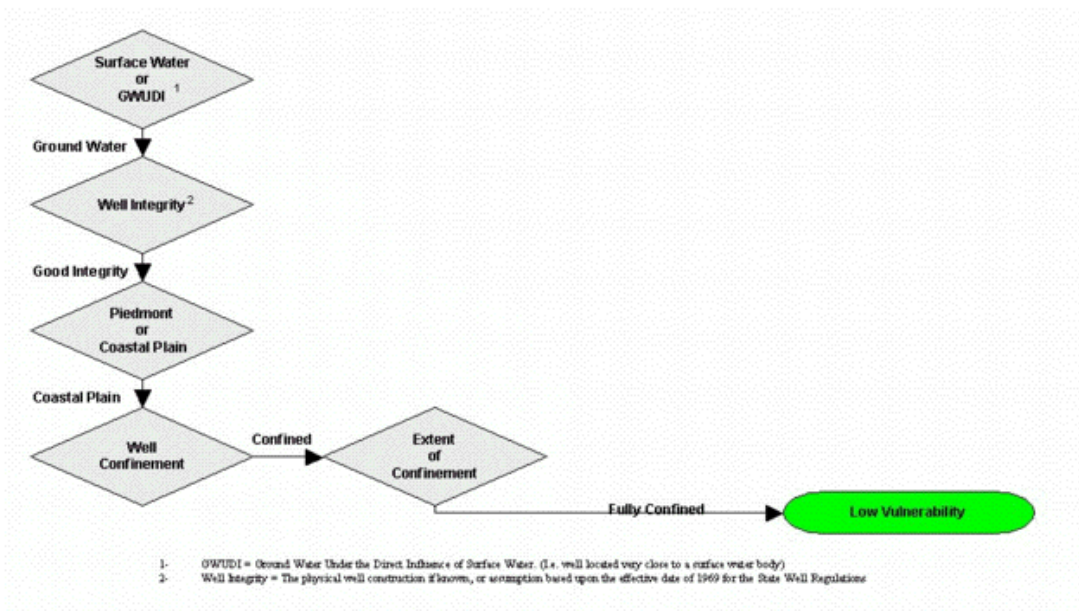 Surface Water
or
GWUDI 1
Ground Water
Well Integrity 2
Good Integrity
Piedmont
or
Coastal Plain
Coastal Plain
Well
Confinement
Confined
Extent
of
Confinement
Fully Confined
Low Vulnerability
1- GWUDI = Ground Water Under the Direct Influence of Surface Water. (I.e. well located very close to a surface water body)
2- Well Integrity = The physical well construction if known, or assumption based upon the effective date of 1969 for the State Well Regulations